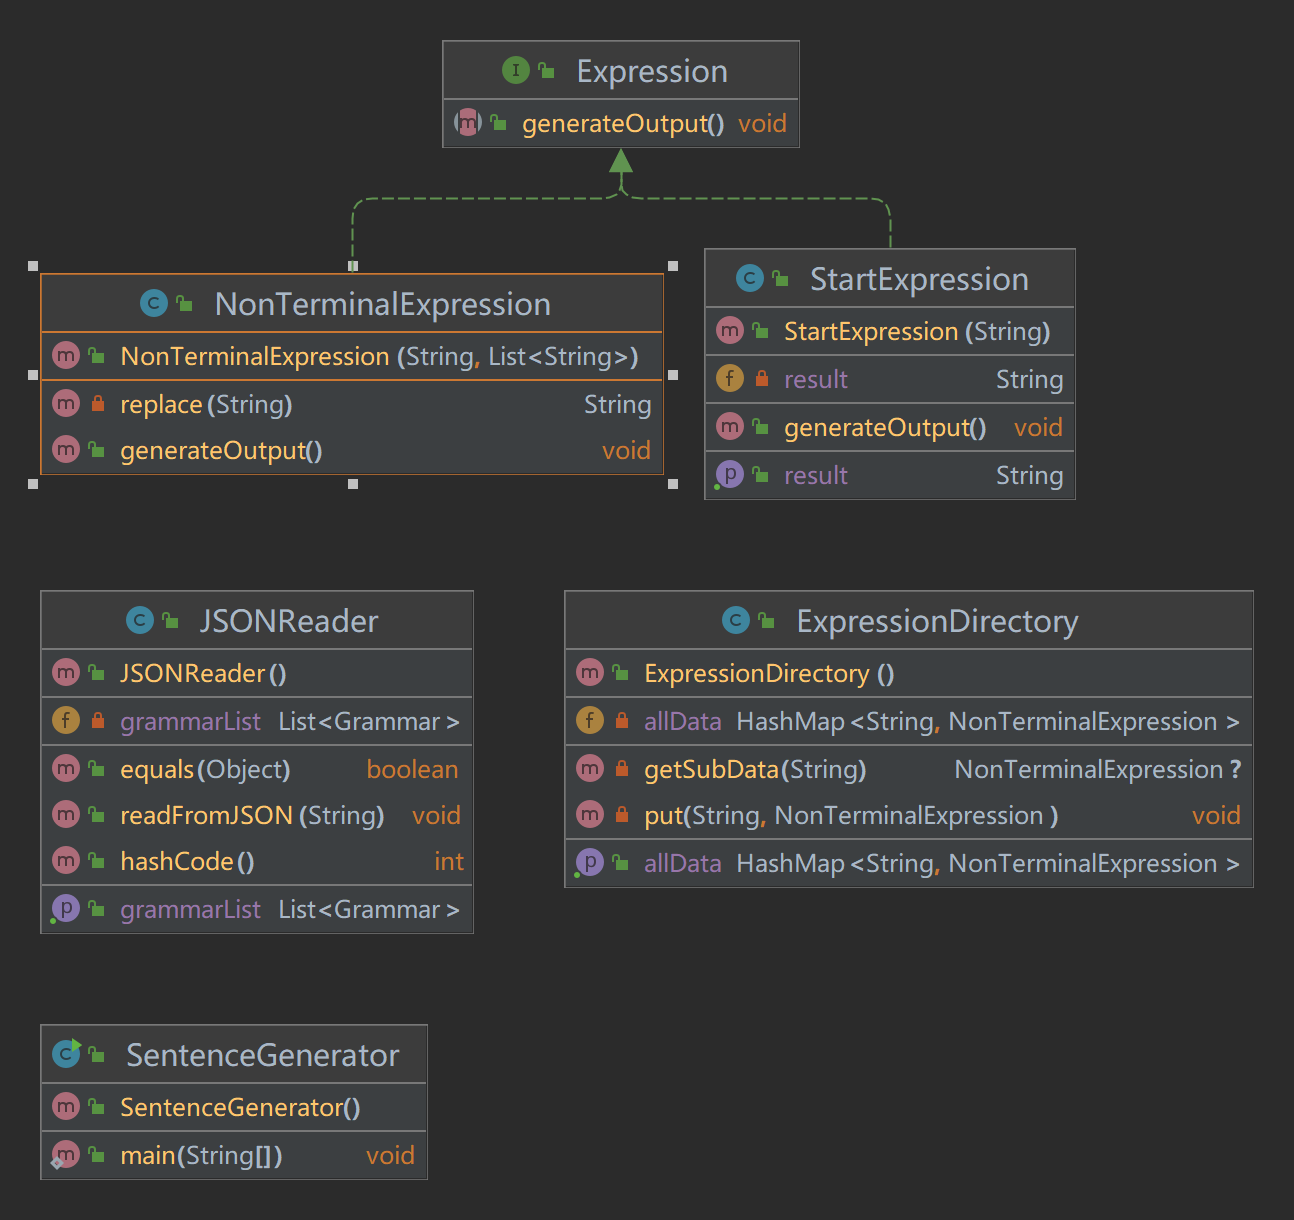 Expression
generateOutput() void
NonTerminalExpression
NonTerminalExpression (String, List<String>)
replace (String) String
generateOutput() void
StartExpression
StartExpression (String)
result String
generateOutput() void
result String
JSONReader
JSONReader ()
grammarList List<Grammar >
equals(Object) boolean
readFromJSON (String) void
hashCode () int
grammarList List<Grammar >
ExpressionDirectory
ExpressionDirectory ()
allData HashMap <String, NonTerminalExpression >
getSubData(String) NonTerminalExpression ?
put(String, NonTerminalExpression ) void
allData HashMap <String, NonTerminalExpression >
SentenceGenerator
SentenceGenerator()
main(String[]) void